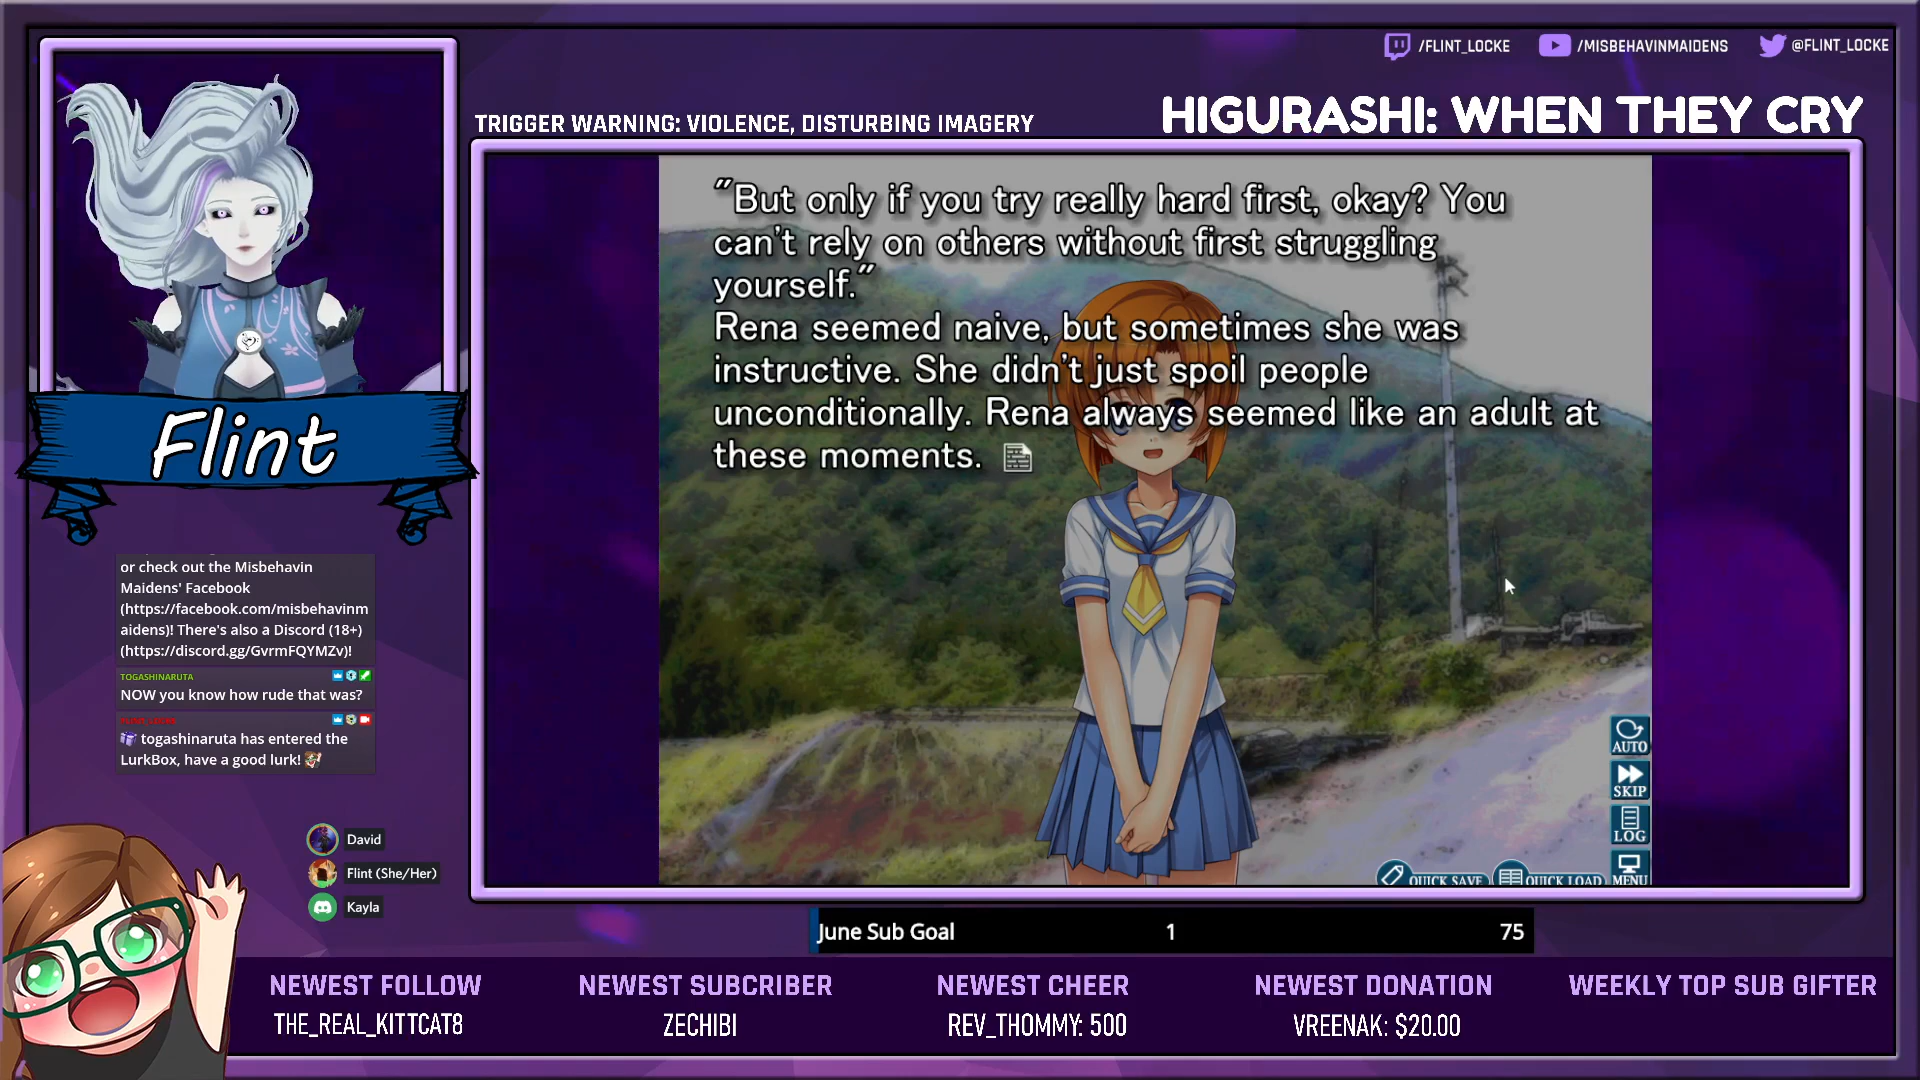 /FLINT_LOCKE
/MISBEHAVINMAIDENS
@FLINT_LOCKE
TRIGGER WARNING: VIOLENCE, DISTURBING IMAGERY
HIGURASHI: WHEN THEY CRY
"But only if you try really hard first, okay? You
can't rely on others without first struggling
yourself."
Rena seemed naive, but sometimes she was
instructive. She didn't just spoil people
unconditionally. Rena always seemed like an adult at
these moments.
Flint
or check out the Misbehavin
Maidens' Facebook
(https://facebook.com/misbehavinm
aidens)! There's also a Discord (18+)
(https://discord.gg/GvrmFQYMZv)!
TOGASHINARUTA
NOW you know how rude that was?
FLINT_LOCKE
togashinaruta has entered the
LurkBox, have a good lurk!
David
Flint (She/Her)
Kayla
AUTO
SKIP
LOG
MENU
QUICK SAVE
QUICK LOAD
June Sub Goal 1 75
NEWEST FOLLOW
THE_REAL_KITTCAT8
NEWEST SUBCRIBER
ZECHIBI
NEWEST CHEER
REV_THOMMY: 500
NEWEST DONATION
VREENAK: $20.00
WEEKLY TOP SUB GIFTER